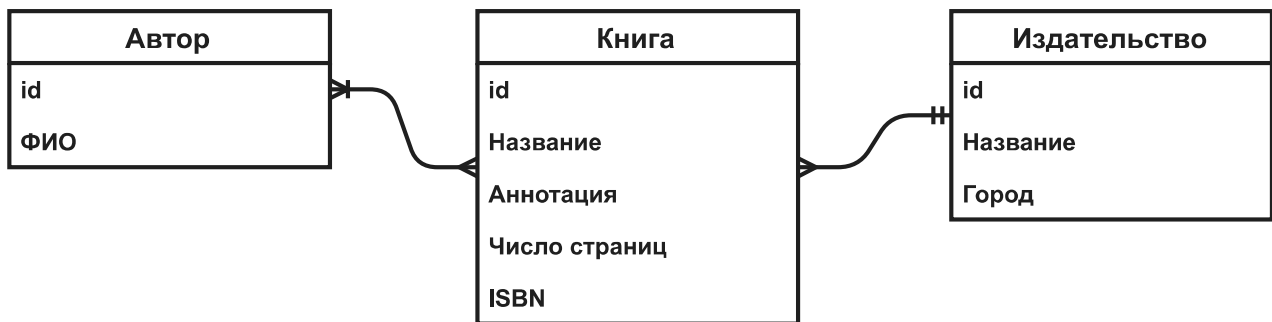 Автор
id
ФИО
Книга
id
Название
Аннотация
Число страниц
ISBN
Издательство
id
Название
Город